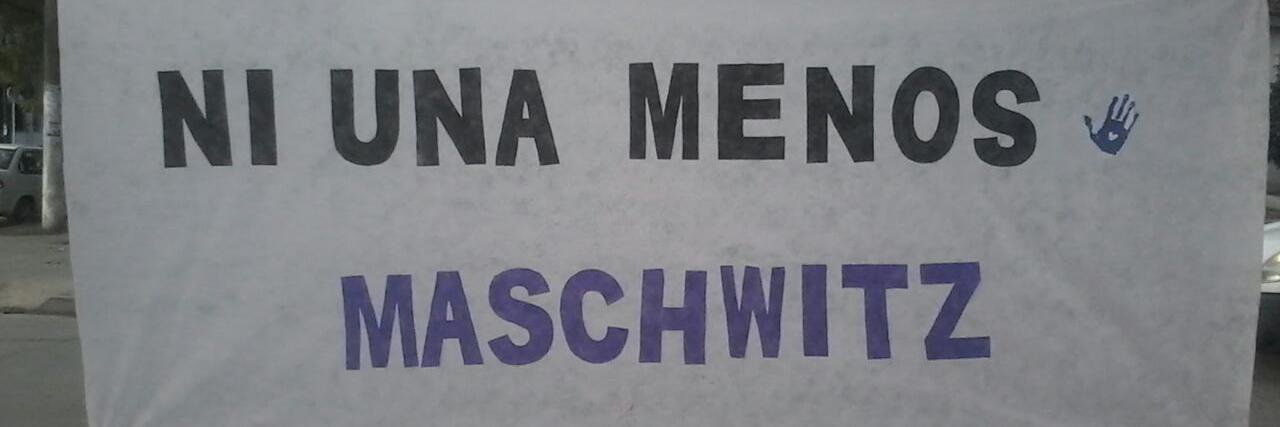 NI UNA MENOS
MASCHWITZ